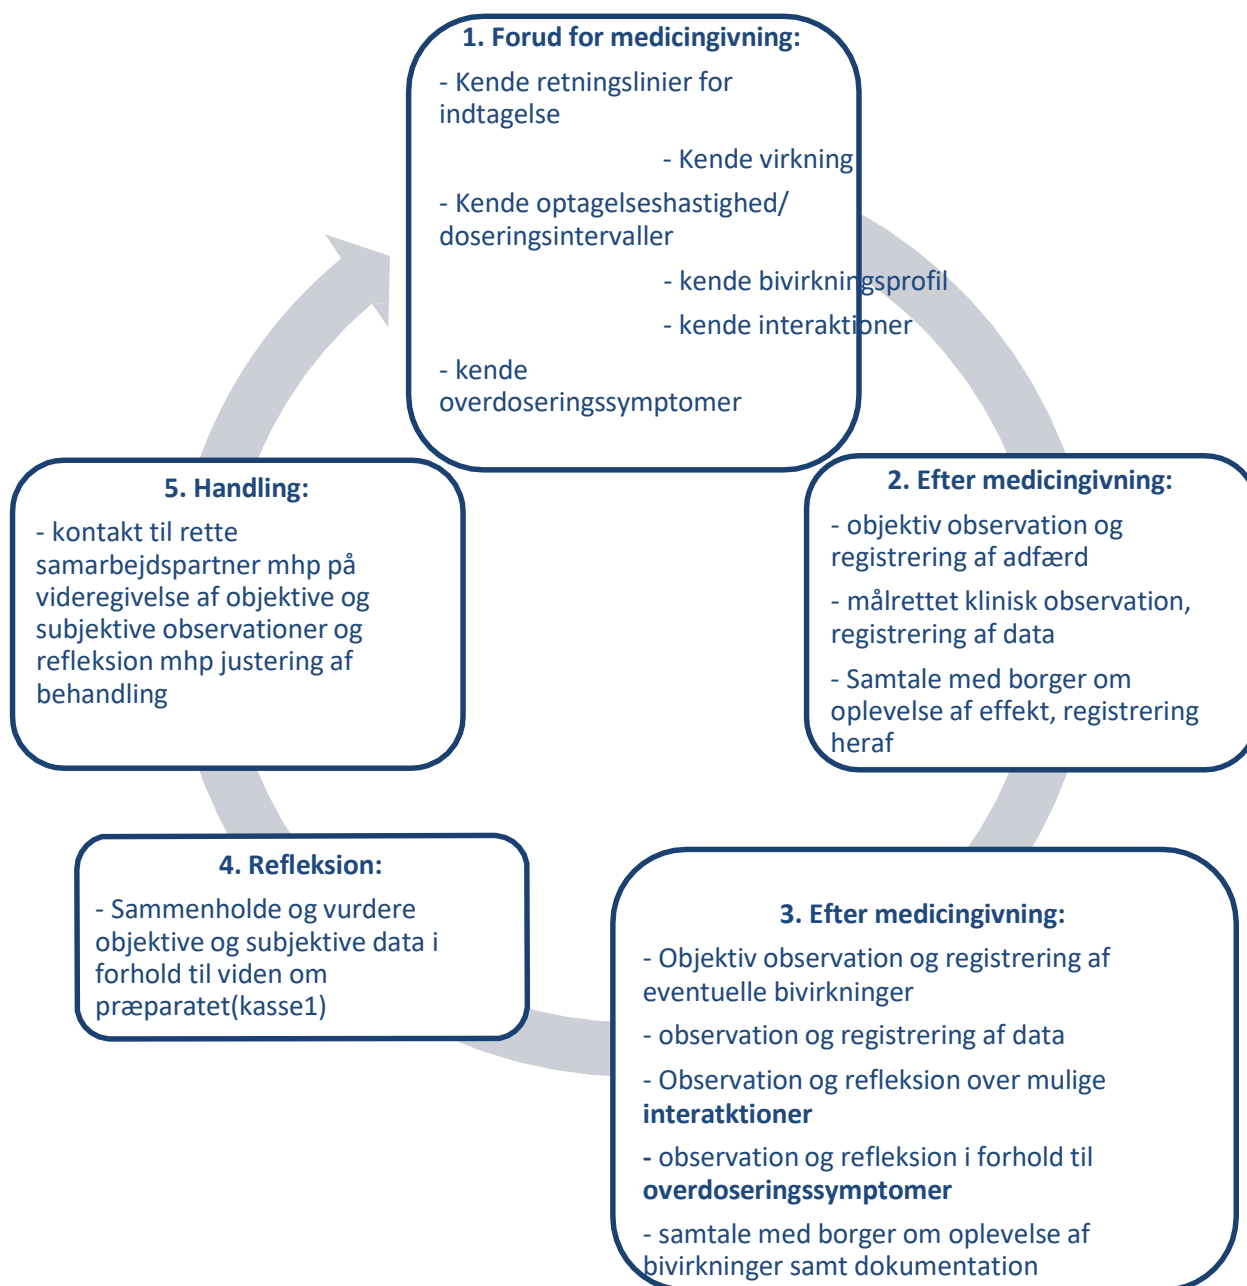 1. Forud for medicingivning:
- Kende retningslinier for
indtagelse
- Kende virkning
- Kende optagelseshastighed/
doseringsintervaller
- kende bivirkningsprofil
- kende interaktioner
- kende
overdoseringssymptomer
2. Efter medicingivning:
- objektiv observation og
registrering af adfærd
- målrettet klinisk observation,
registrering af data
- Samtale med borger om
oplevelse af effekt, registrering
heraf
3. Efter medicingivning:
- Objektiv observation og registrering af
eventuelle bivirkninger
- observation og registrering af data
- Observation og refleksion over mulige
interatktioner
- observation og refleksion i forhold til
overdoseringssymptomer
- samtale med borger om oplevelse af
bivirkninger samt dokumentation
4. Refleksion:
- Sammenholde og vurdere
objektive og subjektive data i
forhold til viden om
præparatet(kasse1)
5. Handling:
- kontakt til rette
samarbejdspartner mhp på
videregivelse af objektive og
subjektive observationer og
refleksion mhp justering af
behandling